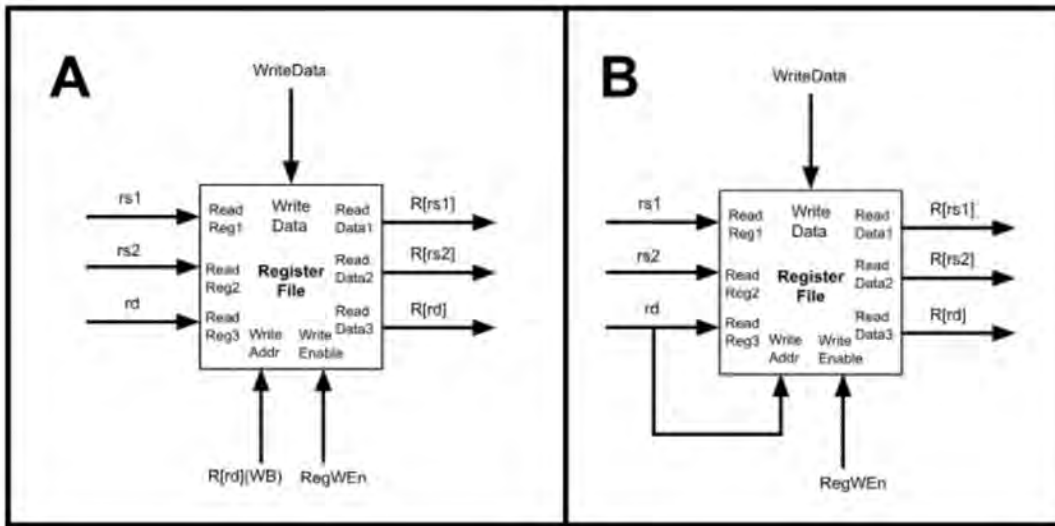 A
WriteData
rs1
rs2
rd
Read
Reg1
Write
Data
Read
Data1
Read
Reg2
Register
File
Read
Data2
Read
Reg3
Write
Addr
Write
Enable
Read
Data3
R[rs1]
R[rs2]
R[rd]
R[rd](WB)
RegWEn
B
WriteData
rs1
rs2
rd
Read
Reg1
Write
Data
Read
Data1
Read
Reg2
Register
File
Read
Data2
Read
Reg3
Write
Addr
Write
Enable
Read
Data3
R[rs1]
R[rs2]
R[rd]
RegWEn